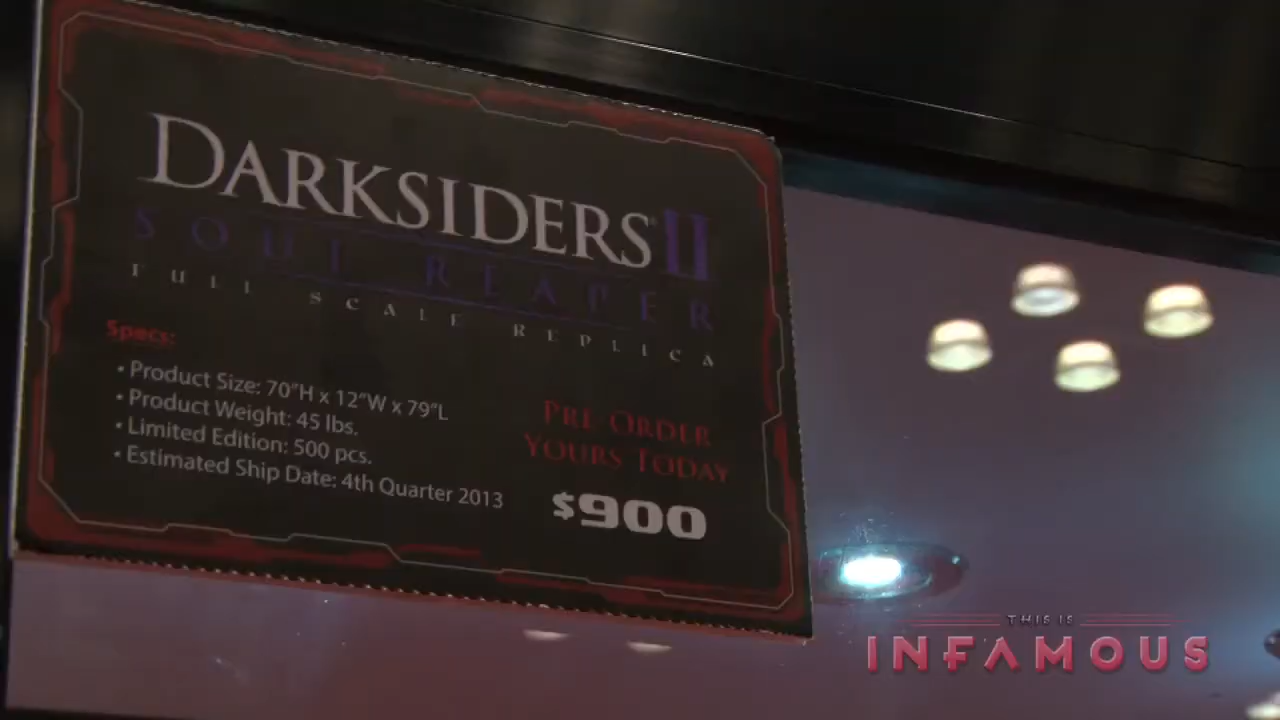 DARKSIDERS® II
SOUL REAPER
FULL SCALE REPLICA
Specs:
• Product Size: 70"H x 12"W x 79"L
• Product Weight: 45 lbs.
• Limited Edition: 500 pcs.
• Estimated Ship Date: 4th Quarter 2013
PRE ORDER
YOURS TODAY
$900
THIS IS
INFAMOUS